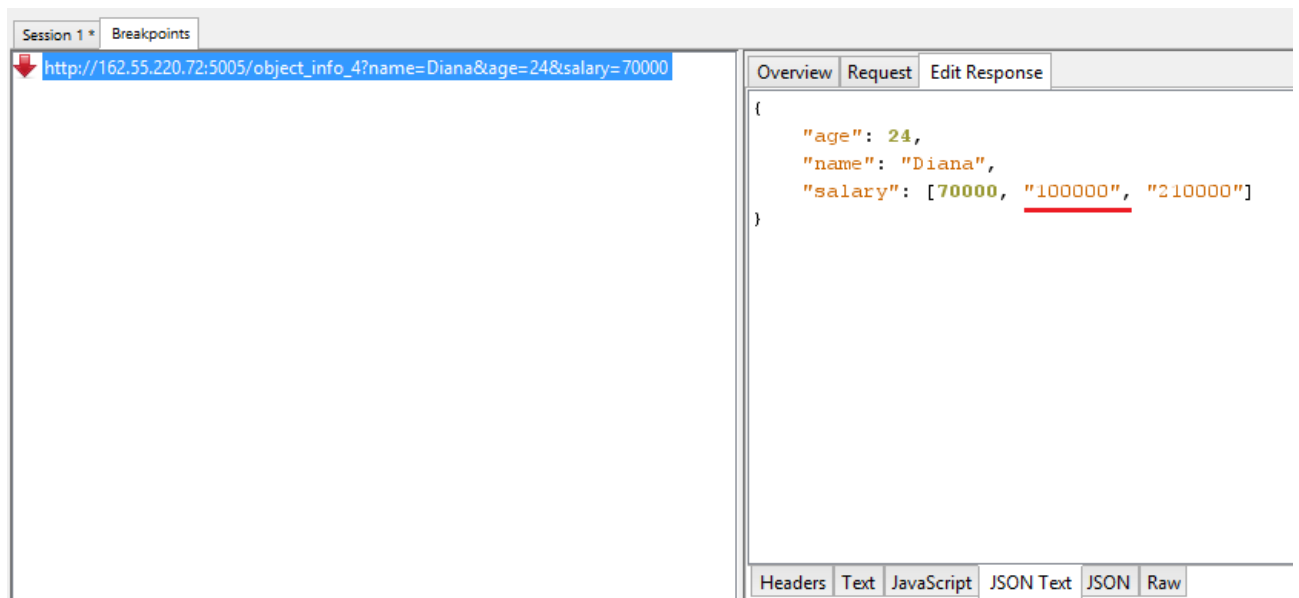 Session 1 * Breakpoints
http://162.55.220.72:5005/object_info_4?name=Diana&age=24&salary=70000
Overview Request Edit Response
{
"age": 24,
"name": "Diana",
"salary": [70000, "100000", "210000"]
}
Headers Text JavaScript JSON Text JSON Raw